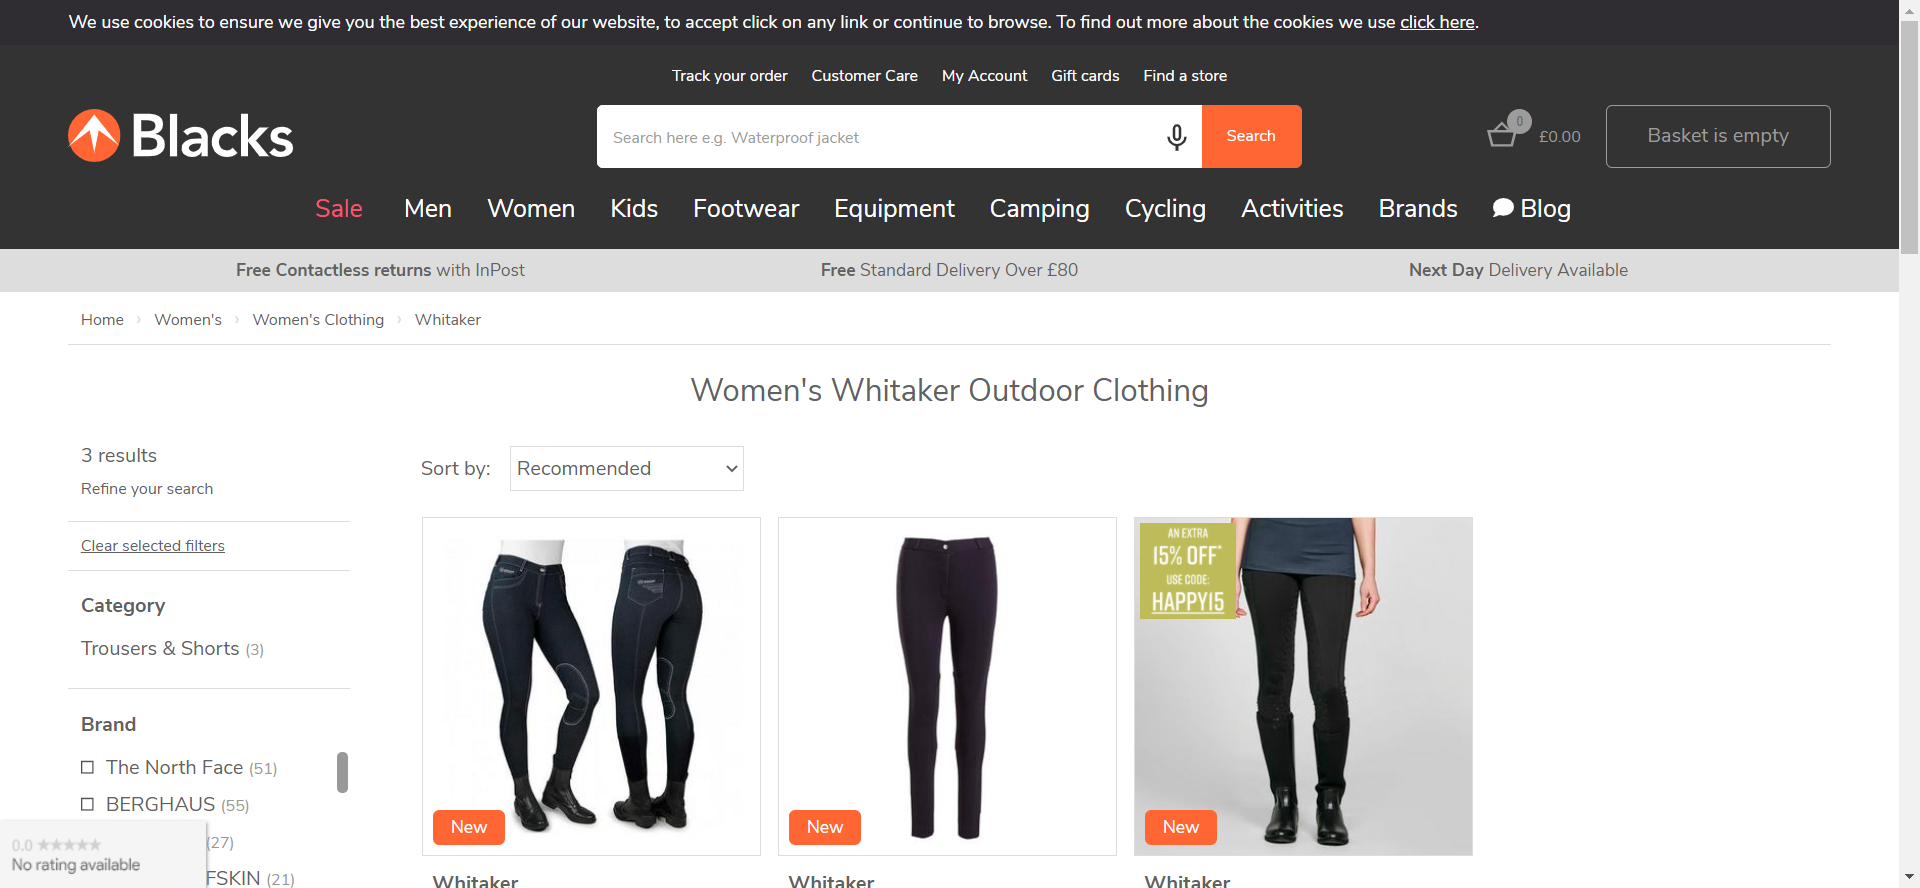 We use cookies to ensure we give you the best experience of our website, to accept click on any link or continue to browse. To find out more about the cookies we use click here.
Track your order Customer Care My Account Gift cards Find a store
Blacks
Search here e.g. Waterproof jacket
Search
0
£0.00
Basket is empty
Sale Men Women Kids Footwear Equipment Camping Cycling Activities Brands Blog
Free Contactless returns with InPost
Free Standard Delivery Over £80
Next Day Delivery Available
Home › Women's › Women's Clothing › Whitaker
Women's Whitaker Outdoor Clothing
3 results
Refine your search
Clear selected filters
Category
Trousers & Shorts (3)
Brand
The North Face (51)
BERGHAUS (55)
(27)
FSKIN (21)
0.0 ★★★★★
No rating available
Sort by: Recommended
New
Whitaker
New
Whitaker
AN EXTRA
15% OFF*
USE CODE:
HAPPY15
New
Whitaker